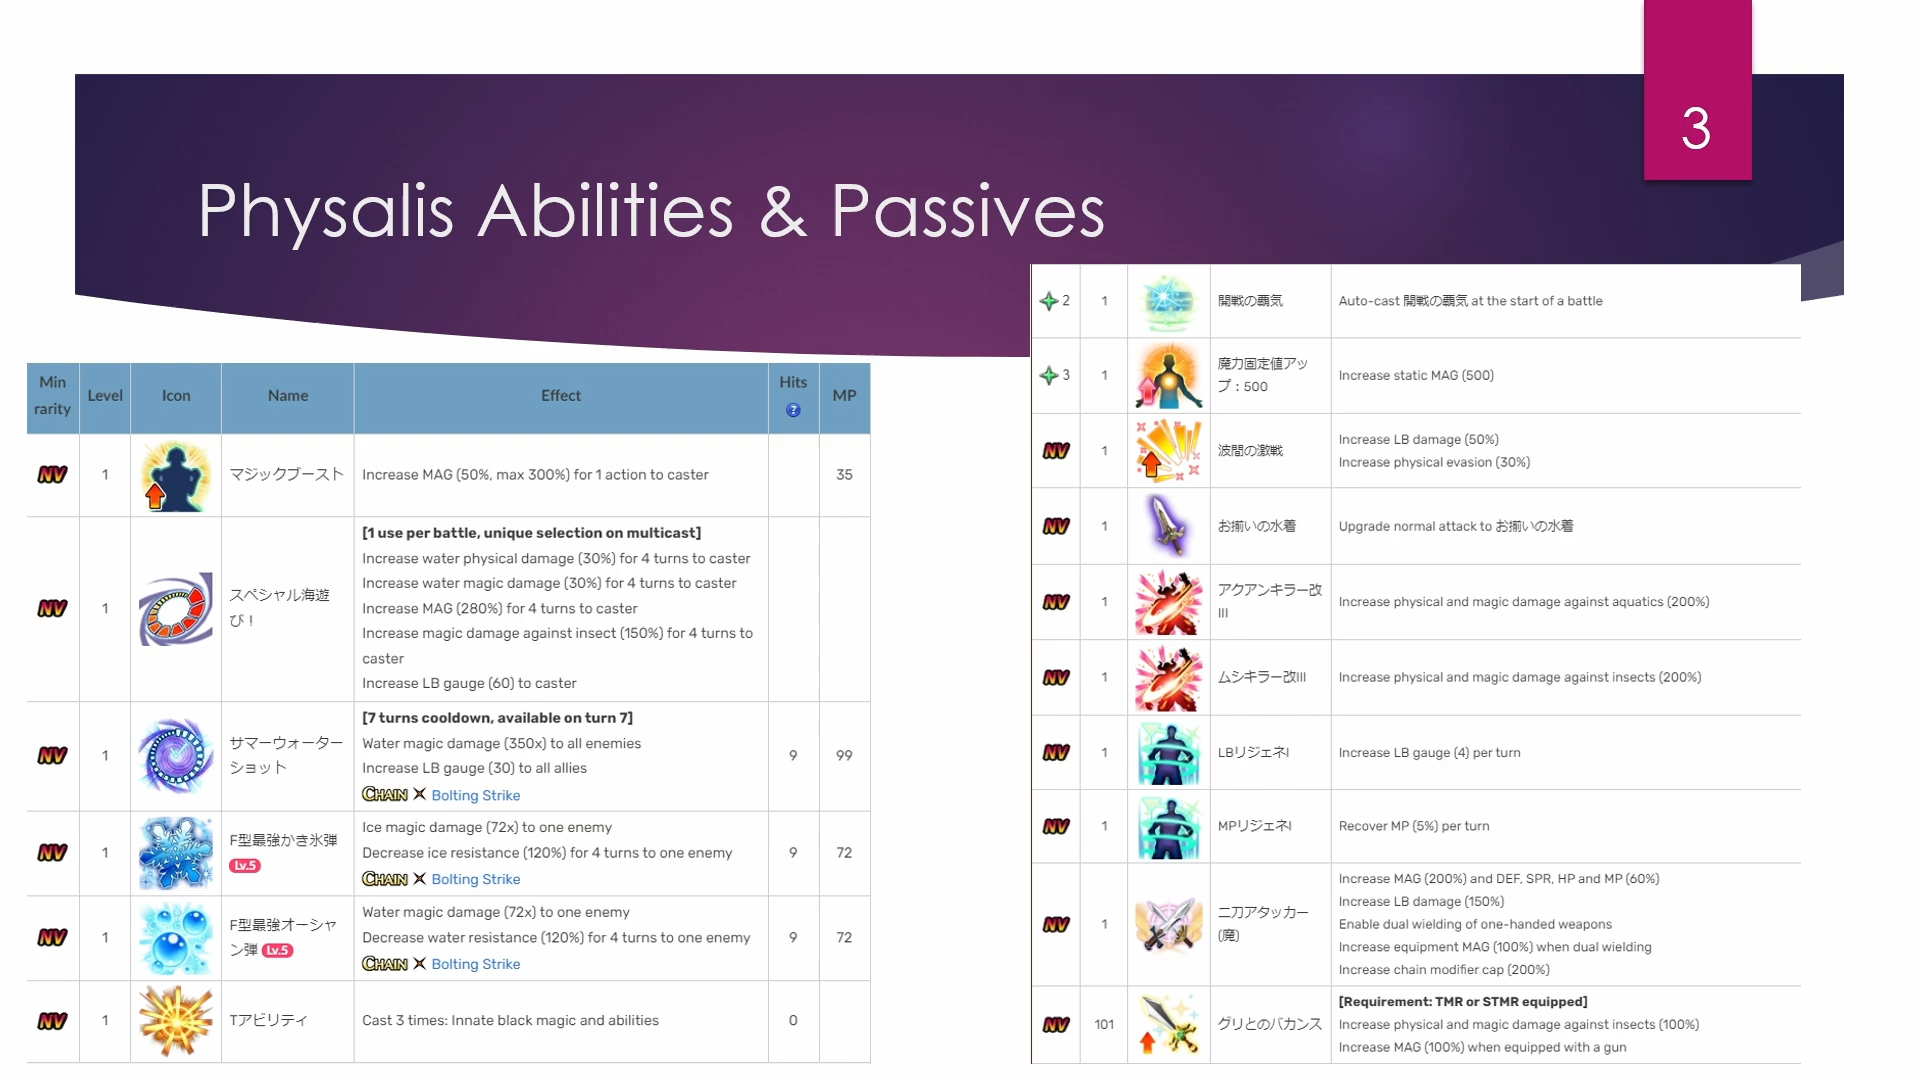 3
Physalis Abilities & Passives
Min rarity
Level
Icon
Name
Effect
Hits
?
MP
NV
1
マジックブースト
Increase MAG (50%, max 300%) for 1 action to caster
35
NV
1
スペシャル海遊
び！
[1 use per battle, unique selection on multicast]
Increase water physical damage (30%) for 4 turns to caster
Increase water magic damage (30%) for 4 turns to caster
Increase MAG (280%) for 4 turns to caster
Increase magic damage against insect (150%) for 4 turns to
caster
Increase LB gauge (60) to caster
NV
1
サマーウォーター
ショット
[7 turns cooldown, available on turn 7]
Water magic damage (350x) to all enemies
Increase LB gauge (30) to all allies
CHAIN Bolting Strike
9
99
NV
1
F型最強かき氷弾
Lv.5
Ice magic damage (72x) to one enemy
Decrease ice resistance (120%) for 4 turns to one enemy
CHAIN Bolting Strike
9
72
NV
1
F型最強オーシャ
ン弾 Lv.5
Water magic damage (72x) to one enemy
Decrease water resistance (120%) for 4 turns to one enemy
CHAIN Bolting Strike
9
72
NV
1
Tアビリティ
Cast 3 times: Innate black magic and abilities
0
2
1
開戦の覇気
Auto-cast 開戦の覇気 at the start of a battle
3
1
魔力固定値アッ
プ：500
Increase static MAG (500)
NV
1
波間の激戦
Increase LB damage (50%)
Increase physical evasion (30%)
NV
1
お揃いの水着
Upgrade normal attack to お揃いの水着
NV
1
アクアンキラー改
III
Increase physical and magic damage against aquatics (200%)
NV
1
ムシキラー改III
Increase physical and magic damage against insects (200%)
NV
1
LBリジェネI
Increase LB gauge (4) per turn
NV
1
MPリジェネI
Recover MP (5%) per turn
NV
1
二刀アタッカー
(魔)
Increase MAG (200%) and DEF, SPR, HP and MP (60%)
Increase LB damage (150%)
Enable dual wielding of one-handed weapons
Increase equipment MAG (100%) when dual wielding
Increase chain modifier cap (200%)
NV
101
グリとのバカンス
[Requirement: TMR or STMR equipped]
Increase physical and magic damage against insects (100%)
Increase MAG (100%) when equipped with a gun